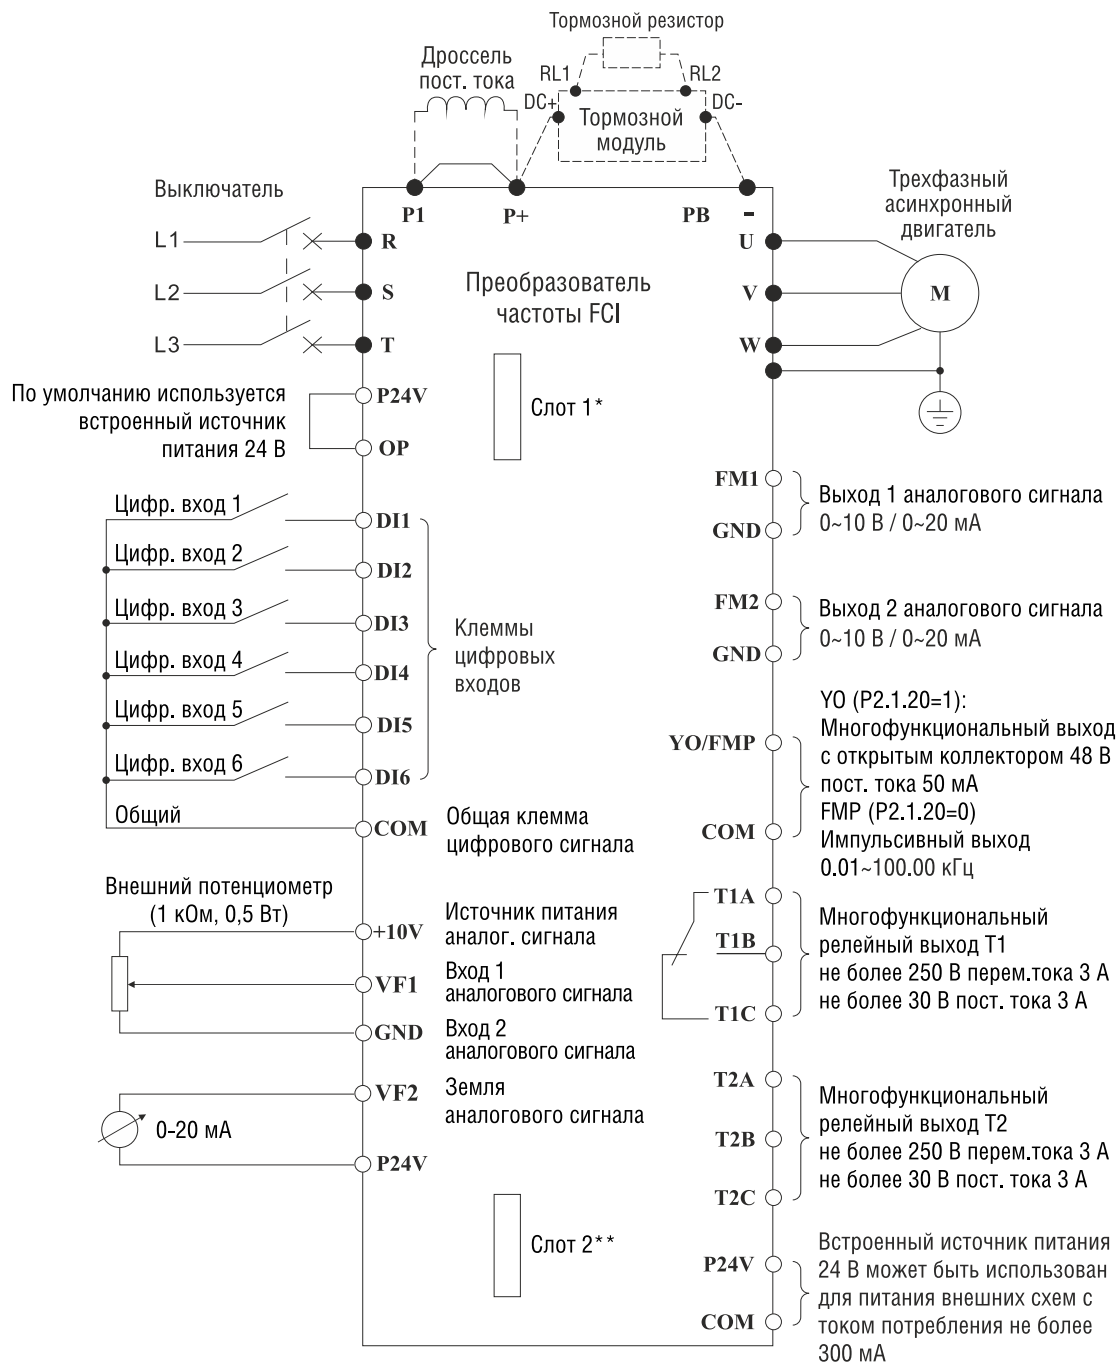 Тормозной резистор
Дроссель
пост. тока
RL1
RL2
DC+
DC-
Тормозной
модуль
Выключатель
P1
P+
PB
-
Трехфазный
асинхронный
двигатель
L1
R
U
L2
S
V
M
L3
T
W
Преобразователь
частоты FCI
По умолчанию используется
встроенный источник
питания 24 В
P24V
OP
Слот 1*
FM1
GND
Выход 1 аналогового сигнала
0~10 В / 0~20 мА
Цифр. вход 1
DI1
Цифр. вход 2
DI2
Цифр. вход 3
DI3
Цифр. вход 4
DI4
Цифр. вход 5
DI5
Цифр. вход 6
DI6
Клеммы
цифровых
входов
FM2
GND
Выход 2 аналогового сигнала
0~10 В / 0~20 мА
YO/FMP
COM
YO (P2.1.20=1):
Многофункциональный выход
с открытым коллектором 48 В
пост. тока 50 мА
FMP (P2.1.20=0)
Импульсивный выход
0.01~100.00 кГц
Общий
COM
Общая клемма
цифрового сигнала
Внешний потенциометр
(1 кОм, 0,5 Вт)
+10V
Источник питания
аналог. сигнала
VF1
Вход 1
аналогового сигнала
GND
Вход 2
аналогового сигнала
VF2
Земля
аналогового сигнала
0-20 мА
P24V
T1A
T1B
T1C
Многофункциональный
релейный выход T1
не более 250 В перем.тока 3 А
не более 30 В пост. тока 3 А
T2A
T2B
T2C
Многофункциональный
релейный выход T2
не более 250 В перем.тока 3 А
не более 30 В пост. тока 3 А
Слот 2**
P24V
COM
Встроенный источник питания
24 В может быть использован
для питания внешних схем с
током потребления не более
300 мА